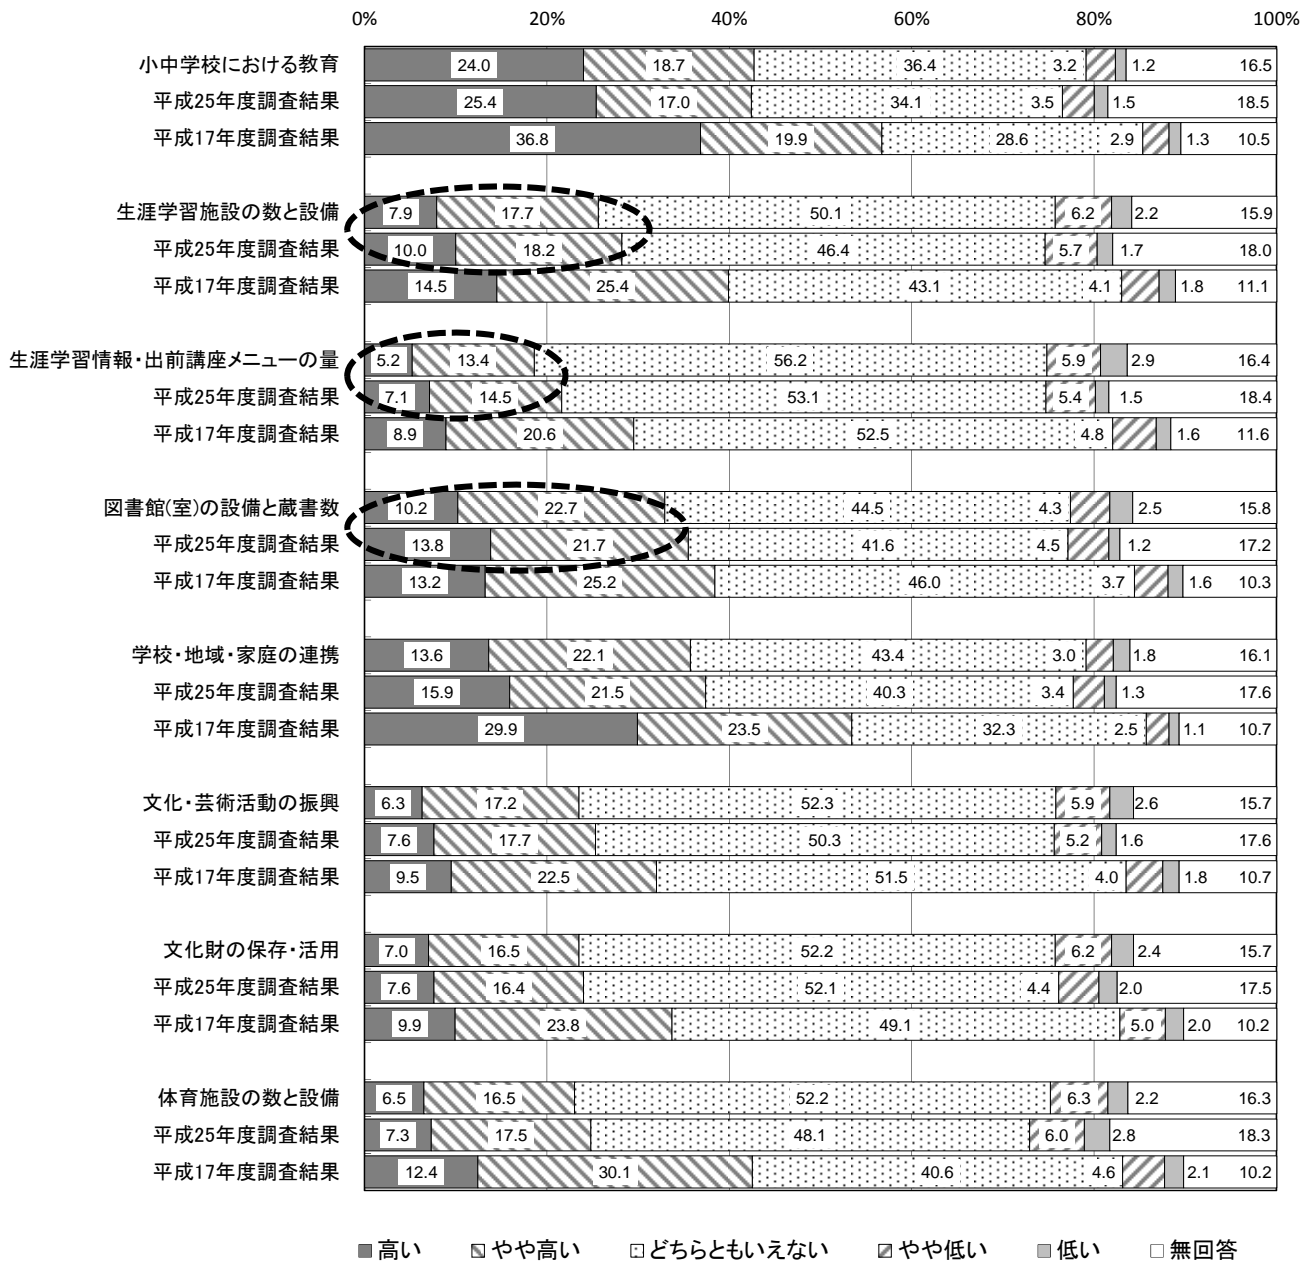 0% 20% 40% 60% 80% 100%
小中学校における教育 24.0 18.7 36.4 3.2 1.2 16.5
平成25年度調査結果 25.4 17.0 34.1 3.5 1.5 18.5
平成17年度調査結果 36.8 19.9 28.6 2.9 1.3 10.5
生涯学習施設の数と設備 7.9 17.7 50.1 6.2 2.2 15.9
平成25年度調査結果 10.0 18.2 46.4 5.7 1.7 18.0
平成17年度調査結果 14.5 25.4 43.1 4.1 1.8 11.1
生涯学習情報・出前講座メニューの量 5.2 13.4 56.2 5.9 2.9 16.4
平成25年度調査結果 7.1 14.5 53.1 5.4 1.5 18.4
平成17年度調査結果 8.9 20.6 52.5 4.8 1.6 11.6
図書館(室)の設備と蔵書数 10.2 22.7 44.5 4.3 2.5 15.8
平成25年度調査結果 13.8 21.7 41.6 4.5 1.2 17.2
平成17年度調査結果 13.2 25.2 46.0 3.7 1.6 10.3
学校・地域・家庭の連携 13.6 22.1 43.4 3.0 1.8 16.1
平成25年度調査結果 15.9 21.5 40.3 3.4 1.3 17.6
平成17年度調査結果 29.9 23.5 32.3 2.5 1.1 10.7
文化・芸術活動の振興 6.3 17.2 52.3 5.9 2.6 15.7
平成25年度調査結果 7.6 17.7 50.3 5.2 1.6 17.6
平成17年度調査結果 9.5 22.5 51.5 4.0 1.8 10.7
文化財の保存・活用 7.0 16.5 52.2 6.2 2.4 15.7
平成25年度調査結果 7.6 16.4 52.1 4.4 2.0 17.5
平成17年度調査結果 9.9 23.8 49.1 5.0 2.0 10.2
体育施設の数と設備 6.5 16.5 52.2 6.3 2.2 16.3
平成25年度調査結果 7.3 17.5 48.1 6.0 2.8 18.3
平成17年度調査結果 12.4 30.1 40.6 4.6 2.1 10.2
高い やや高い どちらともいえない やや低い 低い 無回答